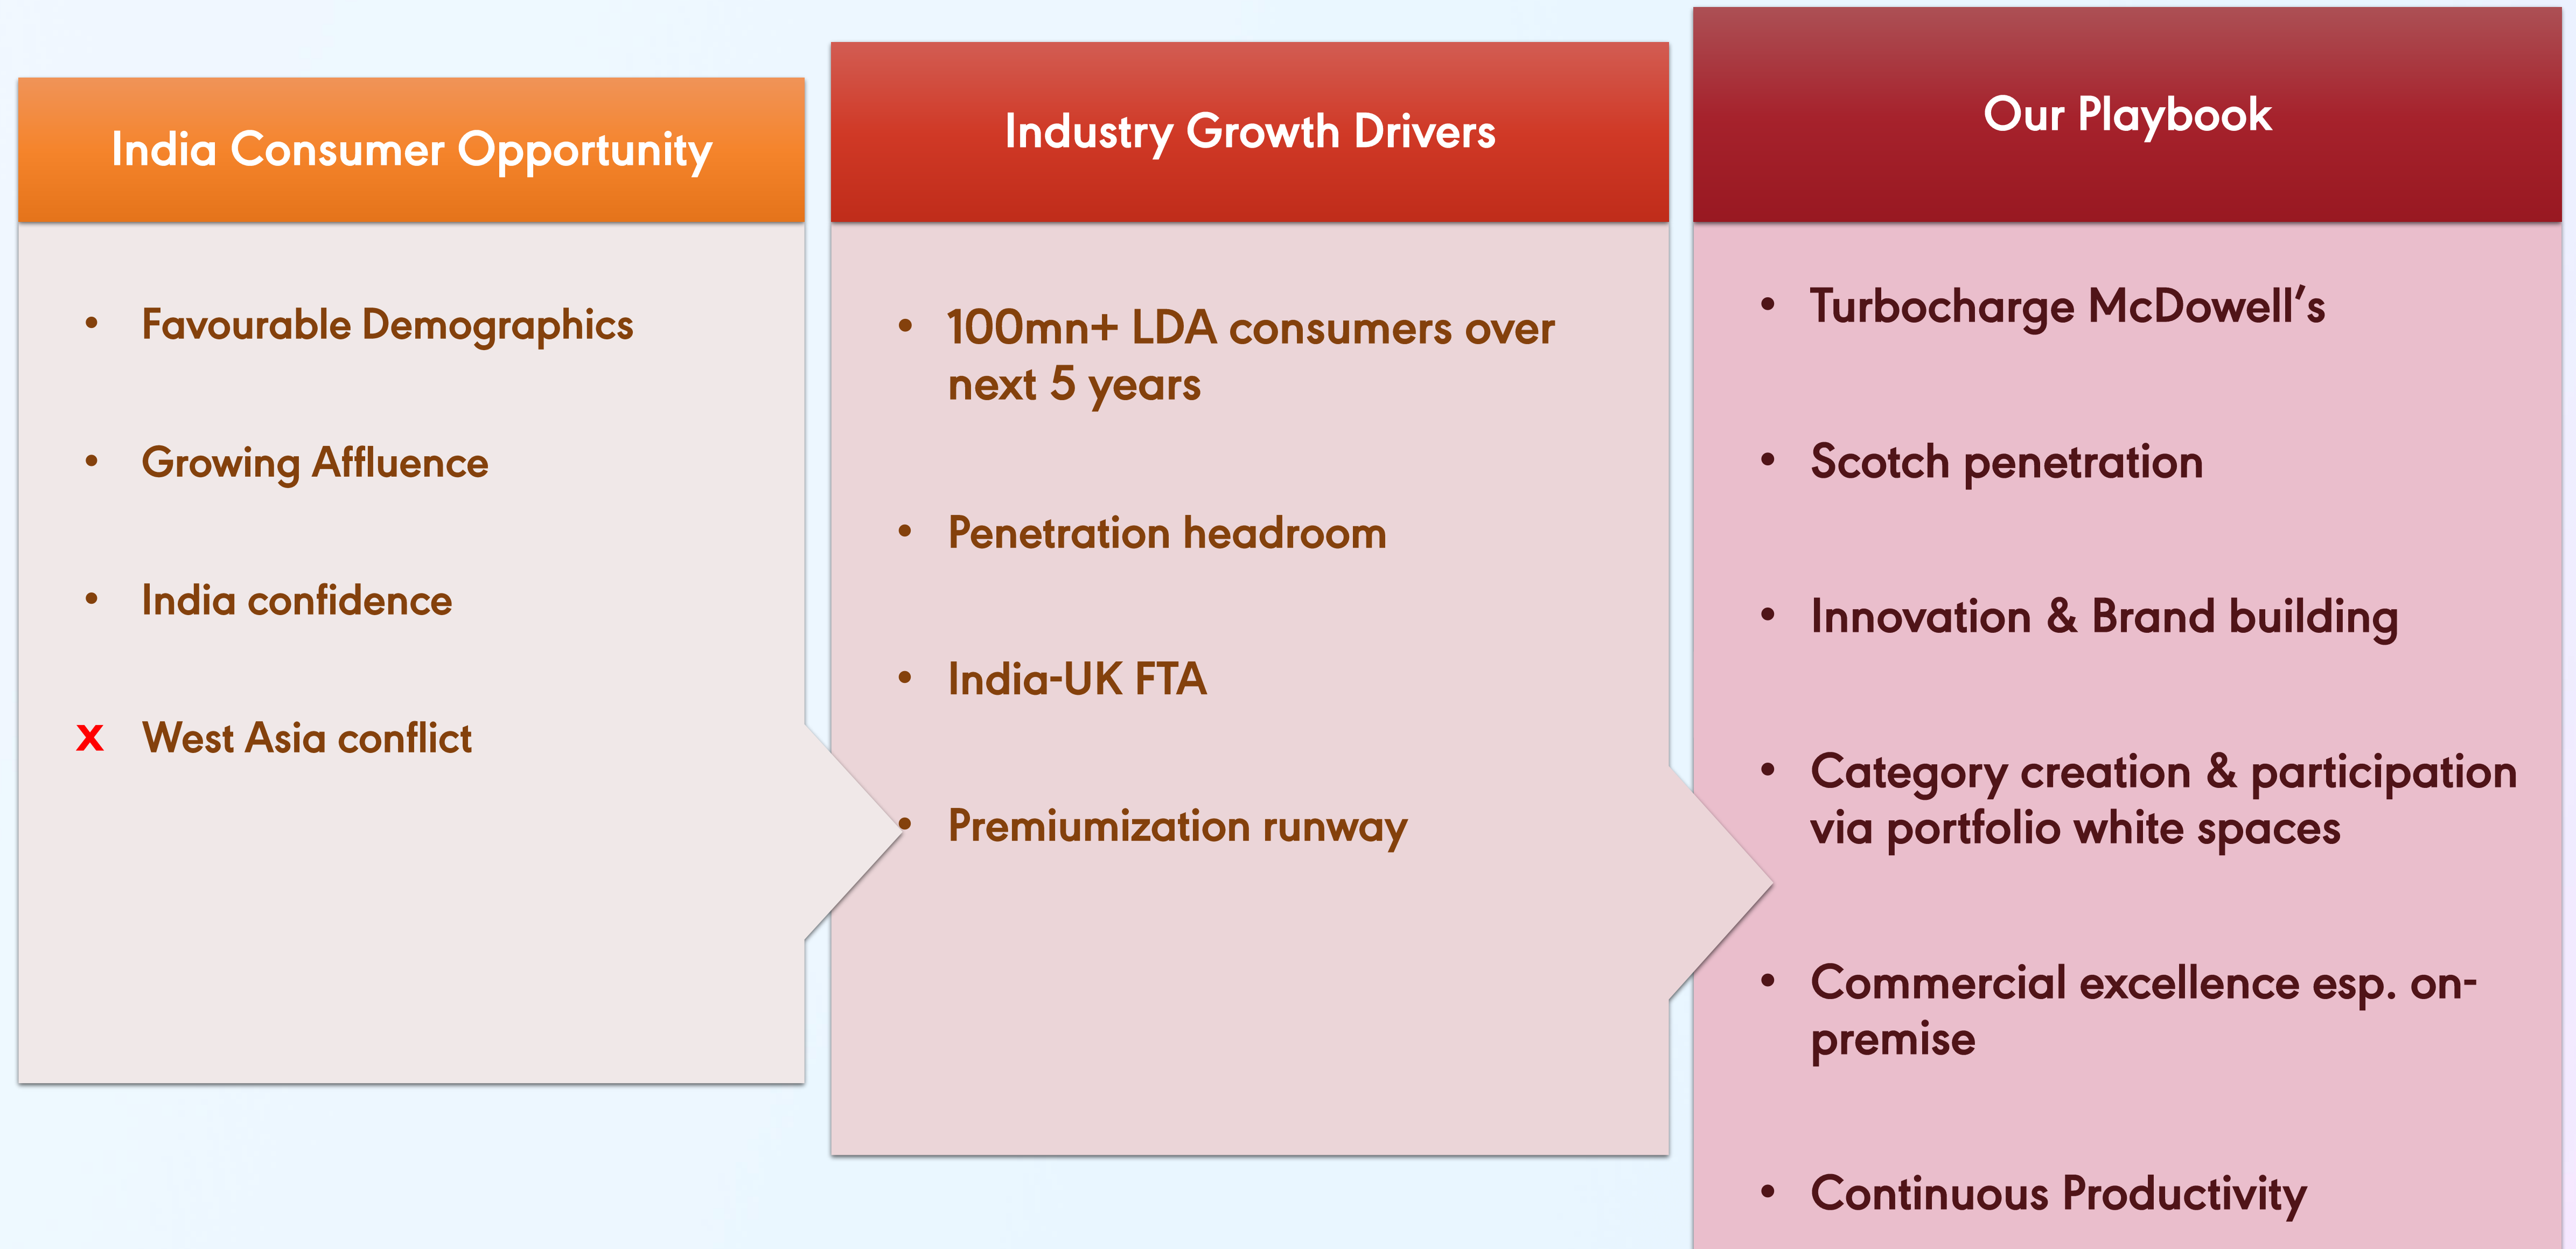 India Consumer Opportunity
• Favourable Demographics
• Growing Affluence
• India confidence
x West Asia conflict
Industry Growth Drivers
• 100mn+ LDA consumers over
next 5 years
• Penetration headroom
• India-UK FTA
• Premiumization runway
Our Playbook
• Turbocharge McDowell’s
• Scotch penetration
• Innovation & Brand building
• Category creation & participation
via portfolio white spaces
• Commercial excellence esp. on-
premise
• Continuous Productivity